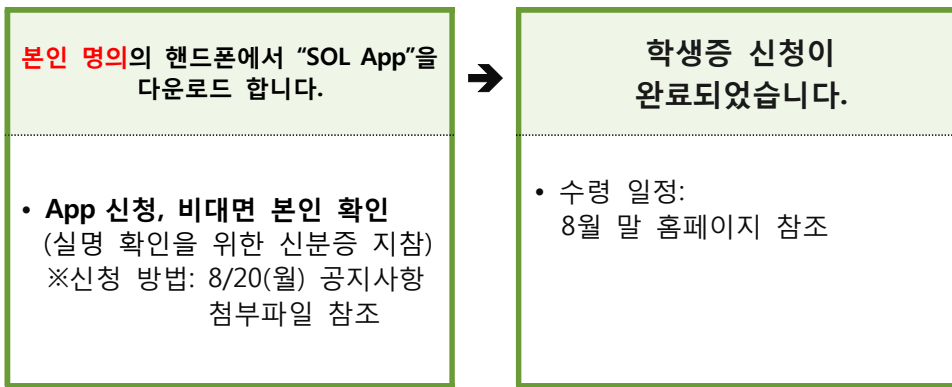 본인 명의의 핸드폰에서 “SOL App”을
다운로드 합니다.
• App 신청, 비대면 본인 확인
(실명 확인을 위한 신분증 지참)
※신청 방법: 8/20(월) 공지사항
첨부파일 참조
➔
학생증 신청이
완료되었습니다.
• 수령 일정:
8월 말 홈페이지 참조